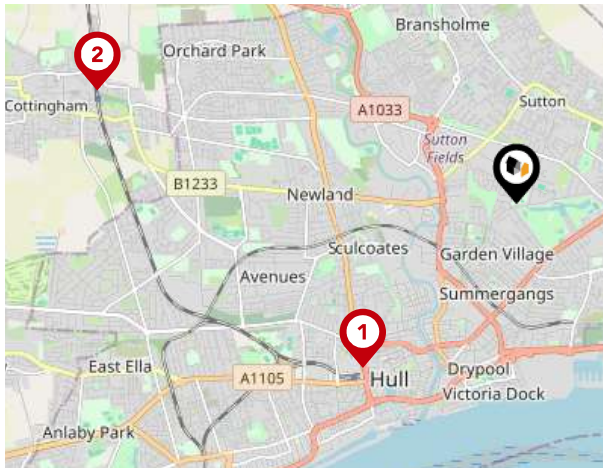 Bransholme
2
Orchard Park
Cottingham
A1033
Sutton
Sutton
Fields
B1233
Newland
Sculcoates
Garden Village
Avenues
Summergangs
1
East Ella
A1105
Hull
Drypool
Victoria Dock
Anlaby Park